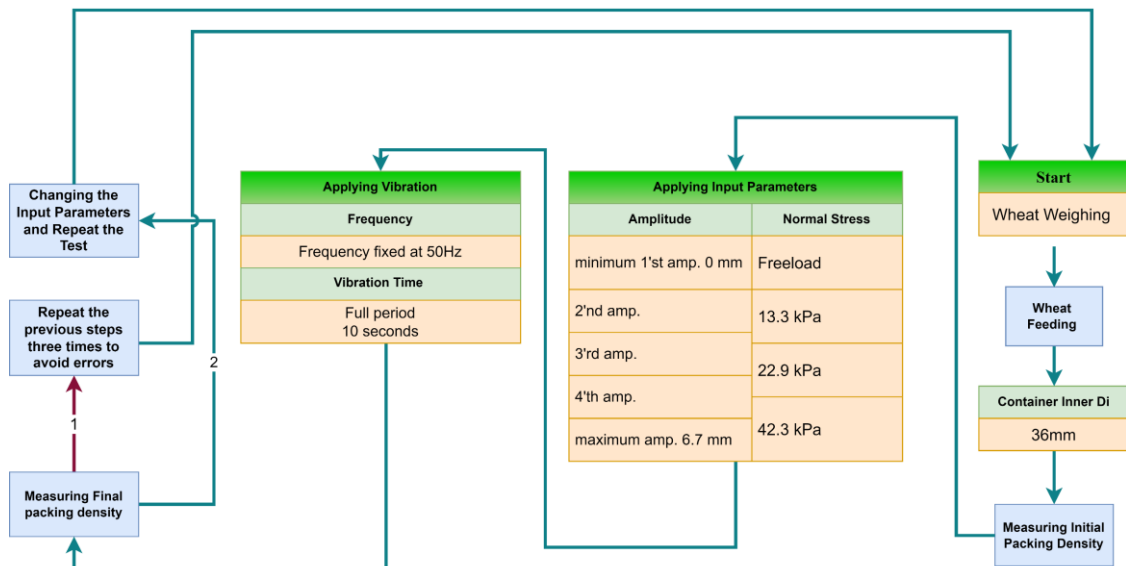 Changing the
Input Parameters
and Repeat the
Test
Repeat the
previous steps
three times to
avoid errors
1
2
Measuring Final
packing density
Applying Vibration
Frequency
Frequency fixed at 50Hz
Vibration Time
Full period
10 seconds
Applying Input Parameters
Amplitude
Normal Stress
minimum 1'st amp. 0 mm
Freeload
2'nd amp.
13.3 kPa
3'rd amp.
22.9 kPa
4'th amp.
42.3 kPa
maximum amp. 6.7 mm
Start
Wheat Weighing
Wheat
Feeding
Container Inner Di
36mm
Measuring Initial
Packing Density